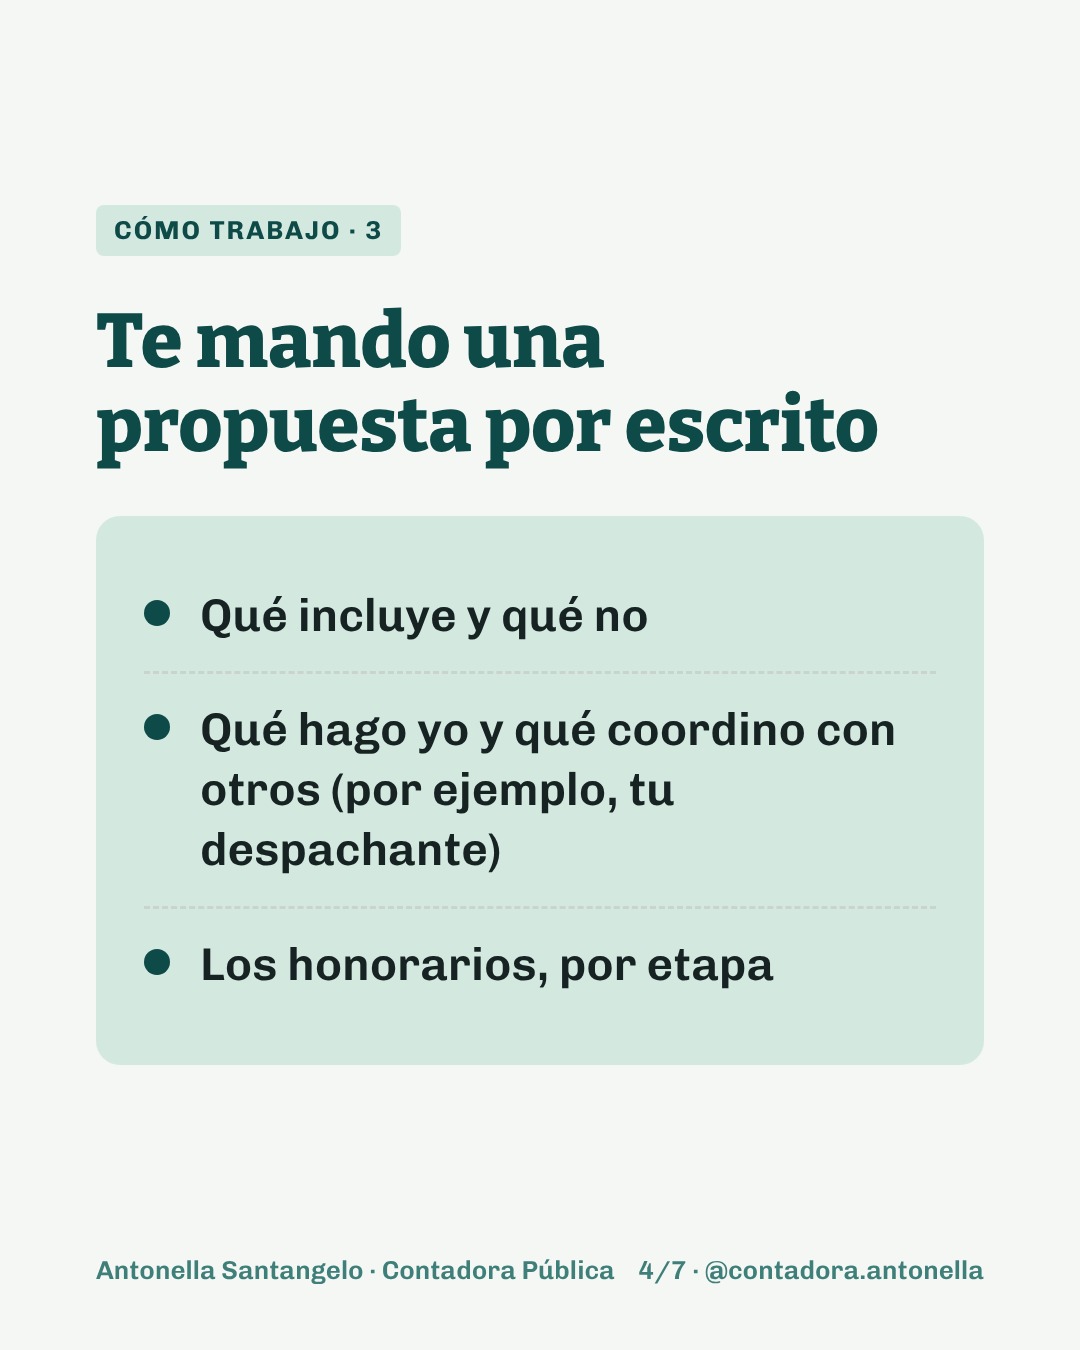 CÓMO TRABAJO · 3
Te mando una
propuesta por escrito
Qué incluye y qué no
Qué hago yo y qué coordino con
otros (por ejemplo, tu
despachante)
Los honorarios, por etapa
Antonella Santangelo · Contadora Pública 4/7 · @contadora.antonella